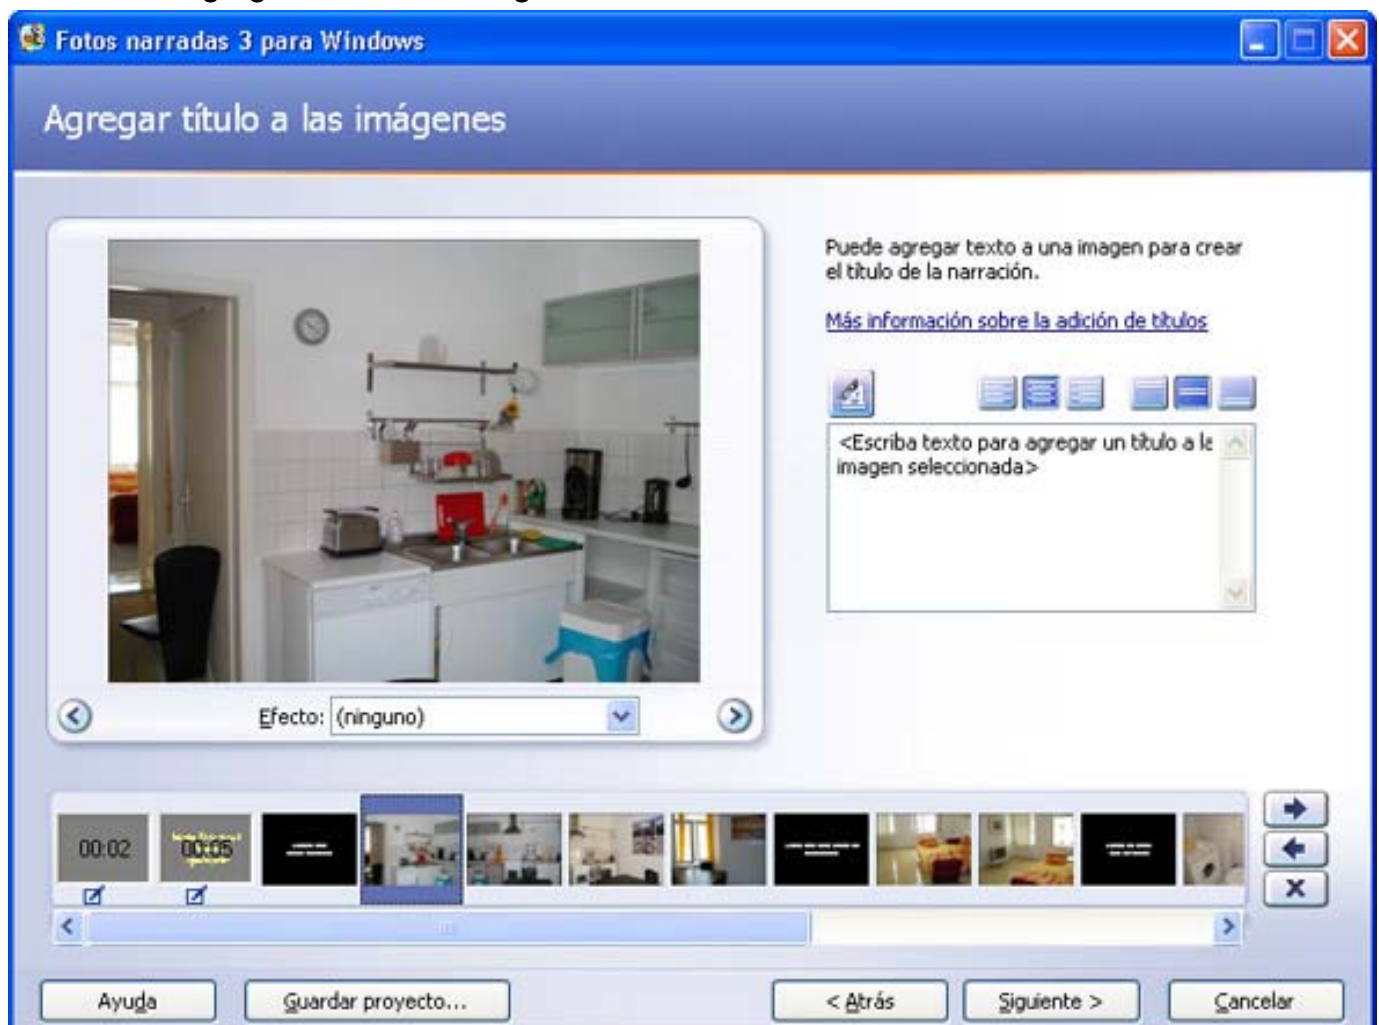 Fotos narradas 3 para Windows
Agregar título a las imágenes
Puede agregar texto a una imagen para crear
el título de la narración.
Más información sobre la adición de títulos
<Escriba texto para agregar un título a la
imagen seleccionada>
Efecto: (ninguno)
00:02
00:05
Ayuda
Guardar proyecto...
< Atrás
Siguiente >
Cancelar